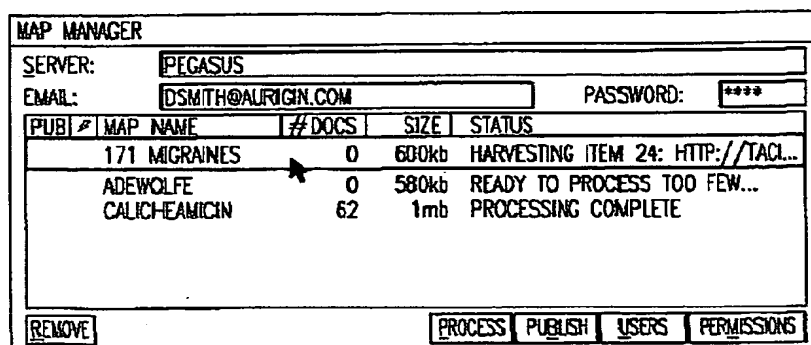 MAP MANAGER
SERVER: PEGASUS
EMAIL: DSMITH@AURIGIN.COM PASSWORD: ****
PUB MAP NAME # DOCS SIZE STATUS
171 MIGRAINES 0 600kb HARVESTING ITEM 24: HTTP://TACI...
ADEWOLFE 0 580kb READY TO PROCESS TOO FEW...
CALICHEAMICIN 62 1mb PROCESSING COMPLETE
REMOVE PROCESS PUBLISH USERS PERMISSIONS